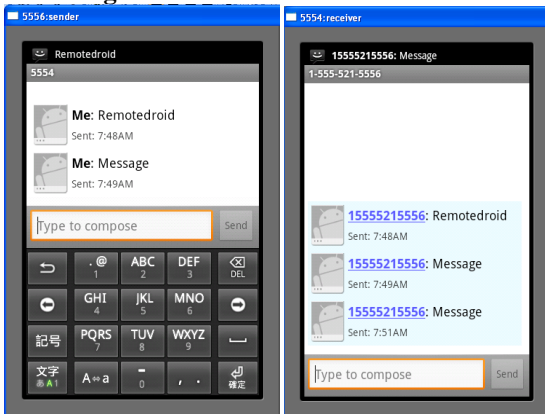 5556:sender
Remotedroid
5554
Me: Remotedroid
Sent: 7:48AM
Me: Message
Sent: 7:49AM
Type to compose
Send
. @
1
ABC
2
DEF
3
DEL
GHI
4
JKL
5
MNO
6
記号
PQRS
7
TUV
8
WXYZ
9
文字
あA1
A⇔a
-
0
, .
確定
5554:receiver
15555215556: Message
1-555-521-5556
15555215556: Remotedroid
Sent: 7:48AM
15555215556: Message
Sent: 7:49AM
15555215556: Message
Sent: 7:51AM
Type to compose
Send